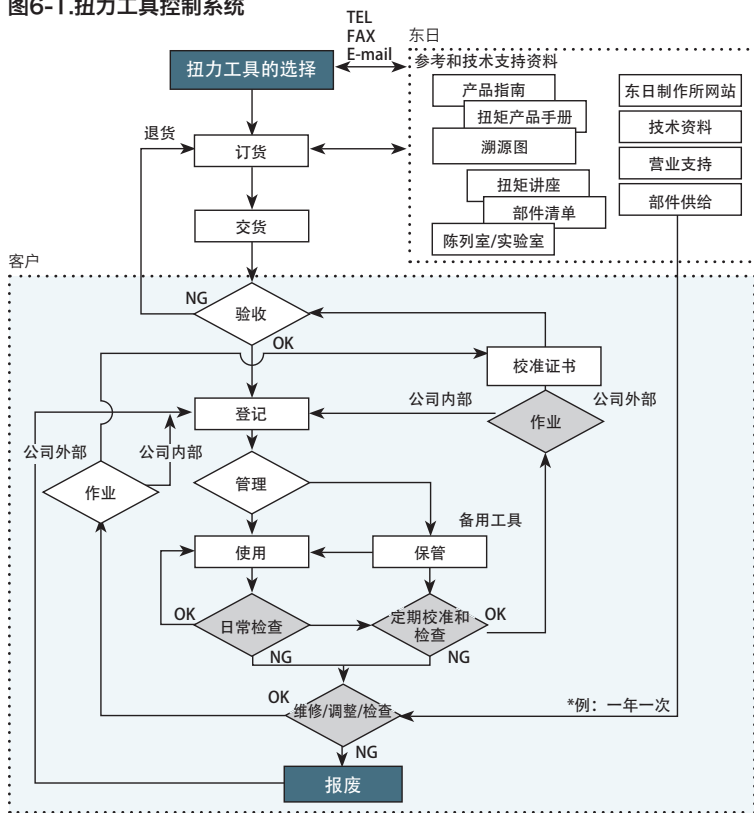 图6-1.扭力工具控制系统
TEL
FAX
E-mail
东日
扭力工具的选择
参考和技术支持资料
产品指南
扭矩产品手册
溯源图
扭矩讲座
部件清单
陈列室/实验室
东日制作所网站
技术资料
营业支持
部件供给
退货
订货
交货
客户
NG
验收
OK
校准证书
公司内部
公司外部
登记
作业
公司外部
公司内部
作业
管理
备用工具
使用
保管
OK
日常检查
定期校准和
检查
OK
NG
NG
OK
维修/调整/检查
*例：一年一次
NG
报废